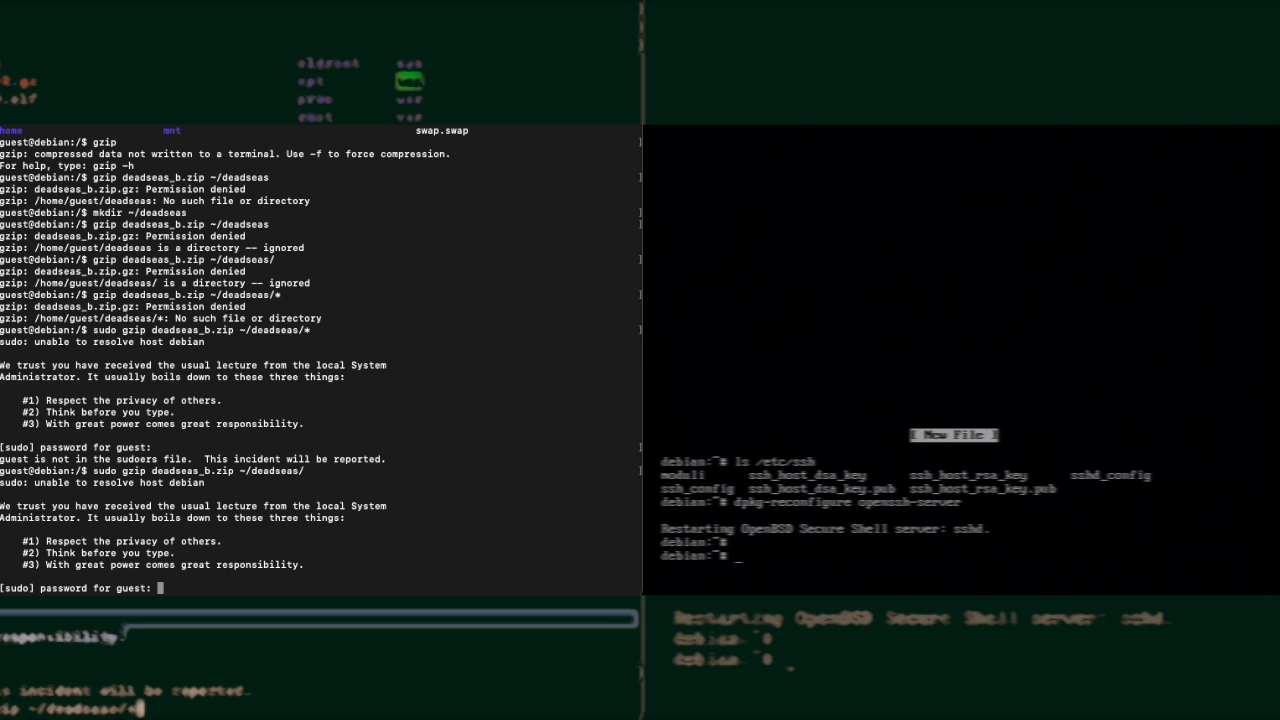 oldroot sys
opt
proc usr
root var
home mnt swap.swap
guest@debian:/$ gzip
gzip: compressed data not written to a terminal. Use -f to force compression.
For help, type: gzip -h
guest@debian:/$ gzip deadseas_b.zip ~/deadseas
gzip: deadseas_b.zip.gz: Permission denied
gzip: /home/guest/deadseas: No such file or directory
guest@debian:/$ mkdir ~/deadseas
guest@debian:/$ gzip deadseas_b.zip ~/deadseas
gzip: deadseas_b.zip.gz: Permission denied
gzip: /home/guest/deadseas is a directory -- ignored
guest@debian:/$ gzip deadseas_b.zip ~/deadseas/
gzip: deadseas_b.zip.gz: Permission denied
gzip: /home/guest/deadseas/ is a directory -- ignored
guest@debian:/$ gzip deadseas_b.zip ~/deadseas/*
gzip: deadseas_b.zip.gz: Permission denied
gzip: /home/guest/deadseas/*: No such file or directory
guest@debian:/$ sudo gzip deadseas_b.zip ~/deadseas/*
sudo: unable to resolve host debian
We trust you have received the usual lecture from the local System
Administrator. It usually boils down to these three things:
#1) Respect the privacy of others.
#2) Think before you type.
#3) With great power comes great responsibility.
[sudo] password for guest:
guest is not in the sudoers file.  This incident will be reported.
guest@debian:/$ sudo gzip deadseas_b.zip ~/deadseas/
sudo: unable to resolve host debian
We trust you have received the usual lecture from the local System
Administrator. It usually boils down to these three things:
#1) Respect the privacy of others.
#2) Think before you type.
#3) With great power comes great responsibility.
[sudo] password for guest:
[ New File ]
debian:~# ls /etc/ssh
moduli ssh_host_dsa_key ssh_host_rsa_key sshd_config
ssh_config ssh_host_dsa_key.pub ssh_host_rsa_key.pub
debian:~# dpkg-reconfigure openssh-server
Restarting OpenBSD Secure Shell server: sshd.
debian:~#
debian:~# _
responsibility.
s incident will be reported.
zip ~/deadseas/*
Restarting OpenBSD Secure Shell server: sshd.
debian:~#
debian:~# _